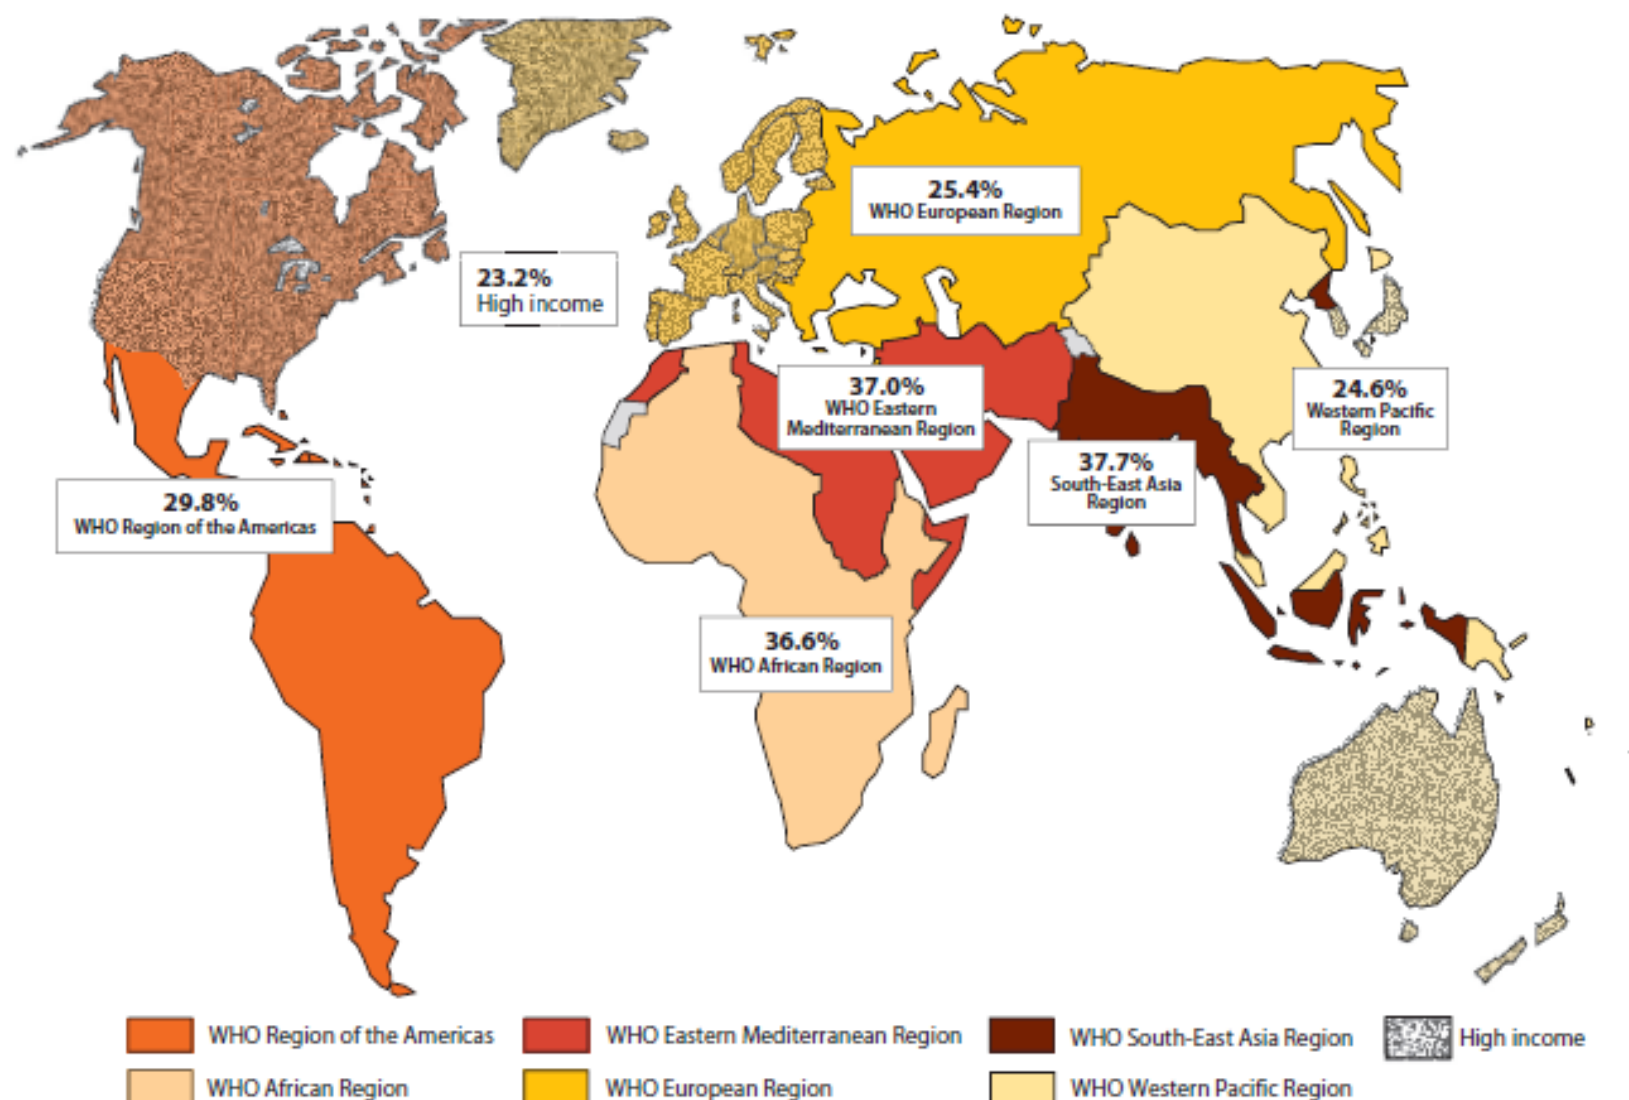 25.4%
WHO European Region
23.2%
High income
37.0%
WHO Eastern
Mediterranean Region
24.6%
Western Pacific
Region
37.7%
South-East Asia
Region
29.8%
WHO Region of the Americas
36.6%
WHO African Region
WHO Region of the Americas
WHO Eastern Mediterranean Region
WHO South-East Asia Region
High income
WHO African Region
WHO European Region
WHO Western Pacific Region